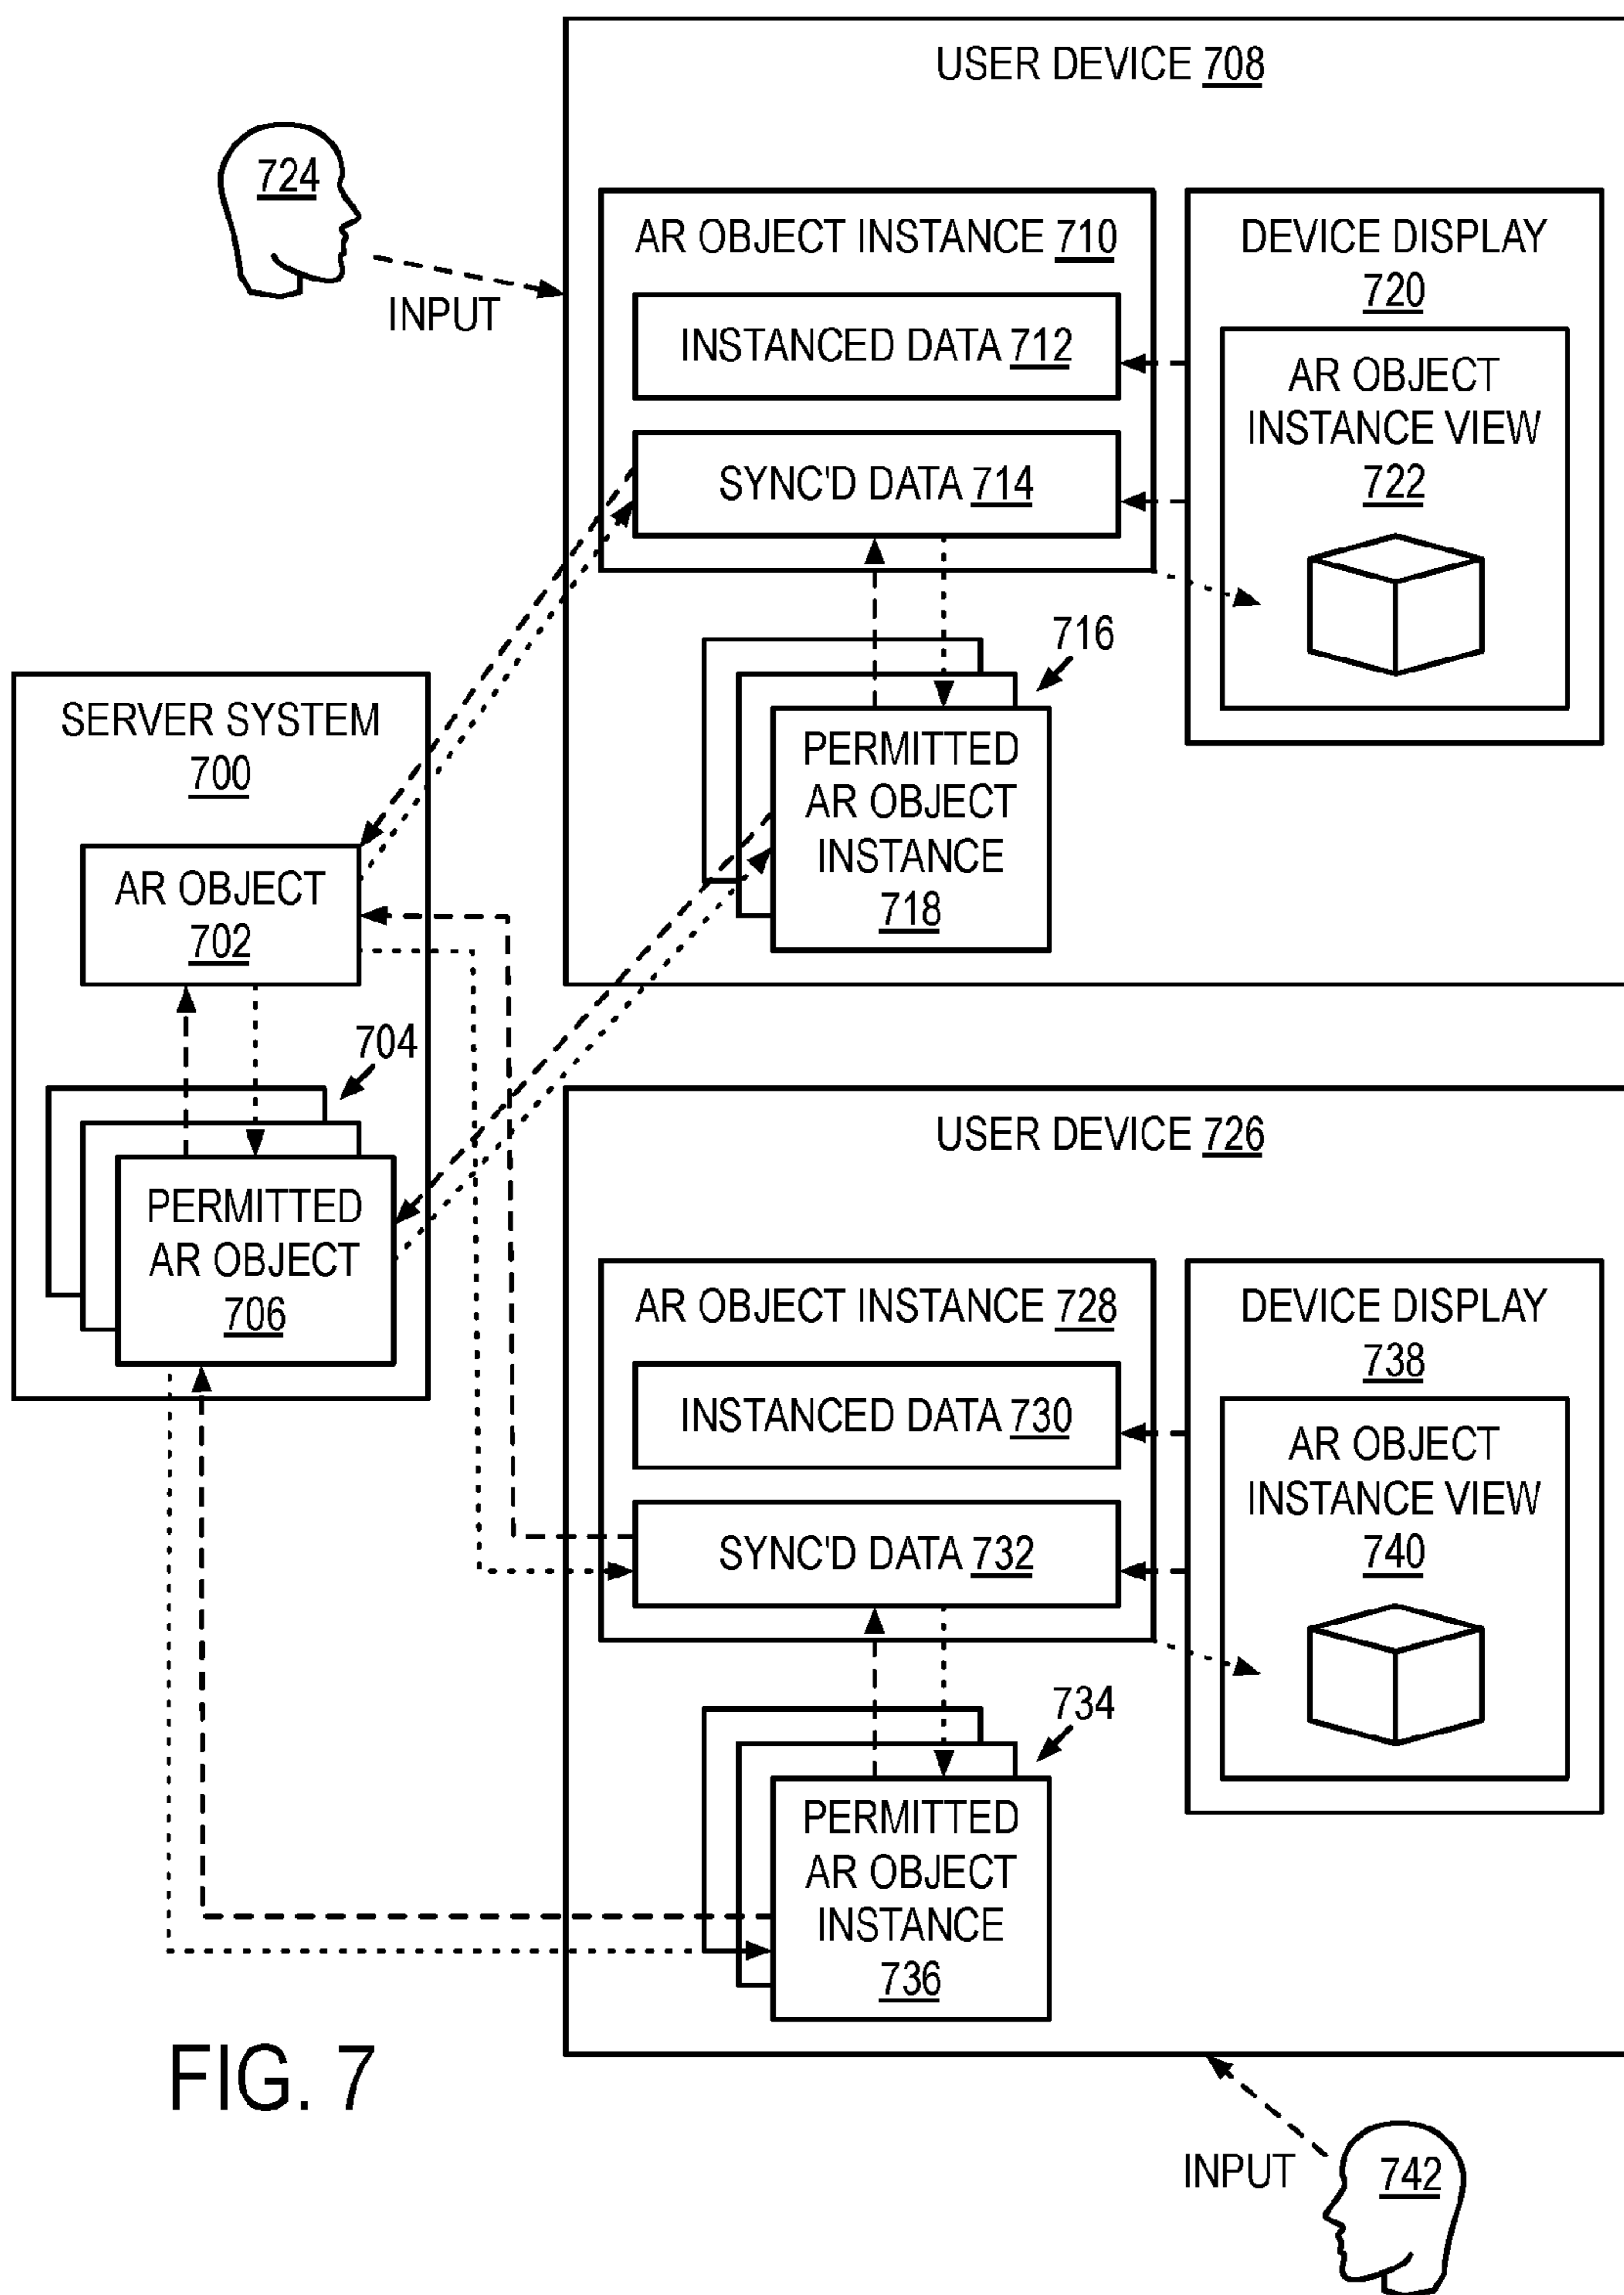 USER DEVICE 708
724
INPUT
AR OBJECT INSTANCE 710
INSTANCED DATA 712
SYNC'D DATA 714
DEVICE DISPLAY
720
AR OBJECT
INSTANCE VIEW
722
716
PERMITTED
AR OBJECT
INSTANCE
718
SERVER SYSTEM
700
AR OBJECT
702
704
PERMITTED
AR OBJECT
706
USER DEVICE 726
AR OBJECT INSTANCE 728
INSTANCED DATA 730
SYNC'D DATA 732
DEVICE DISPLAY
738
AR OBJECT
INSTANCE VIEW
740
734
PERMITTED
AR OBJECT
INSTANCE
736
FIG. 7
INPUT
742